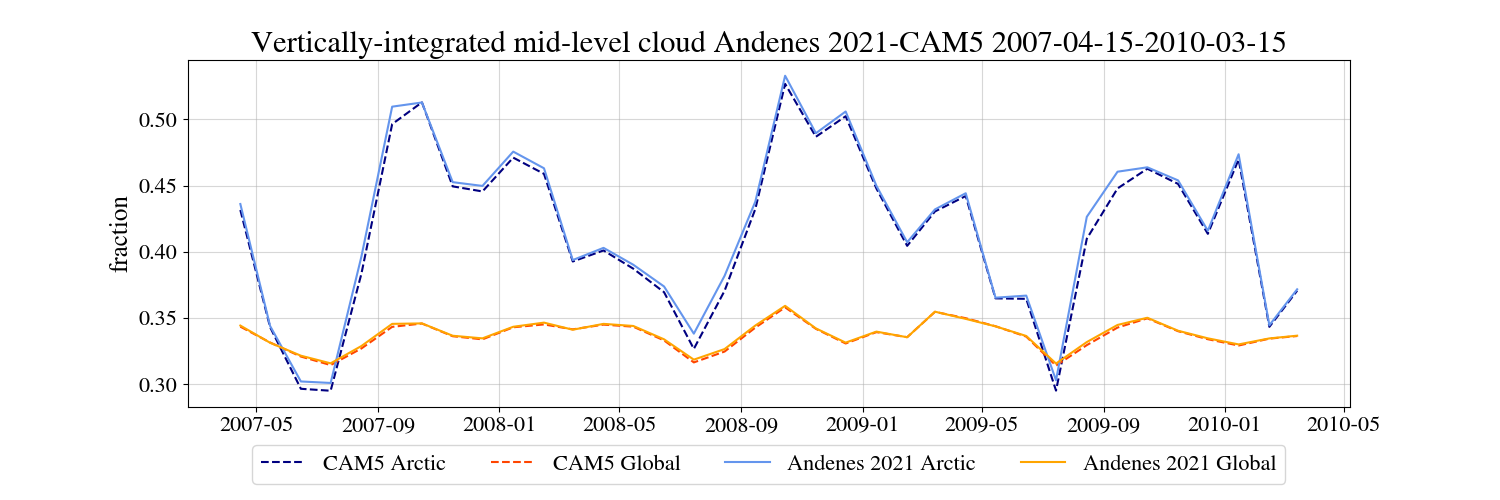 Vertically-integrated mid-level cloud Andenes 2021-CAM5 2007-04-15-2010-03-15
fraction
0.50
0.45
0.40
0.35
0.30
2007-05 2007-09 2008-01 2008-05 2008-09 2009-01 2009-05 2009-09 2010-01 2010-05
CAM5 Arctic CAM5 Global Andenes 2021 Arctic Andenes 2021 Global